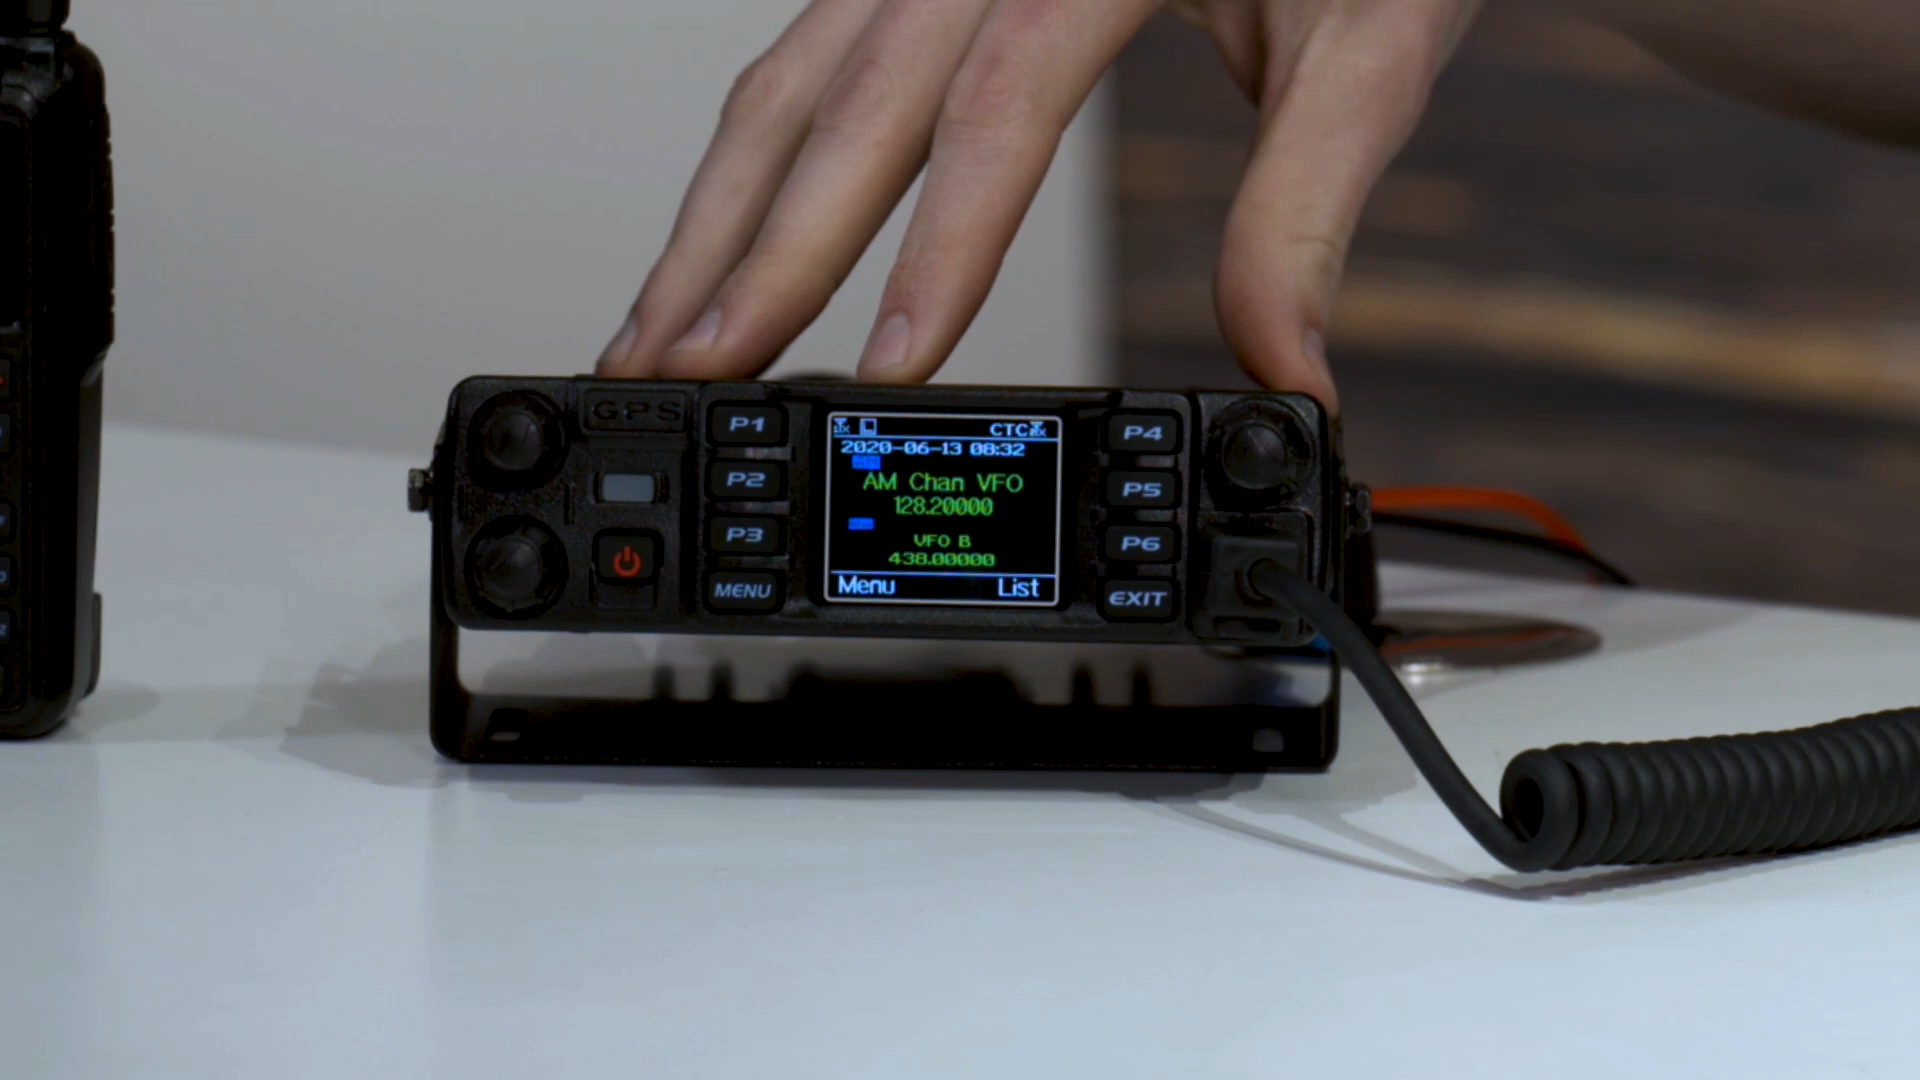 GPS
P1
P2
P3
MENU
CTC
2020-06-13 08:32
AM Chan VFO
128.20000
VFO B
438.00000
Menu List
P4
P5
P6
EXIT